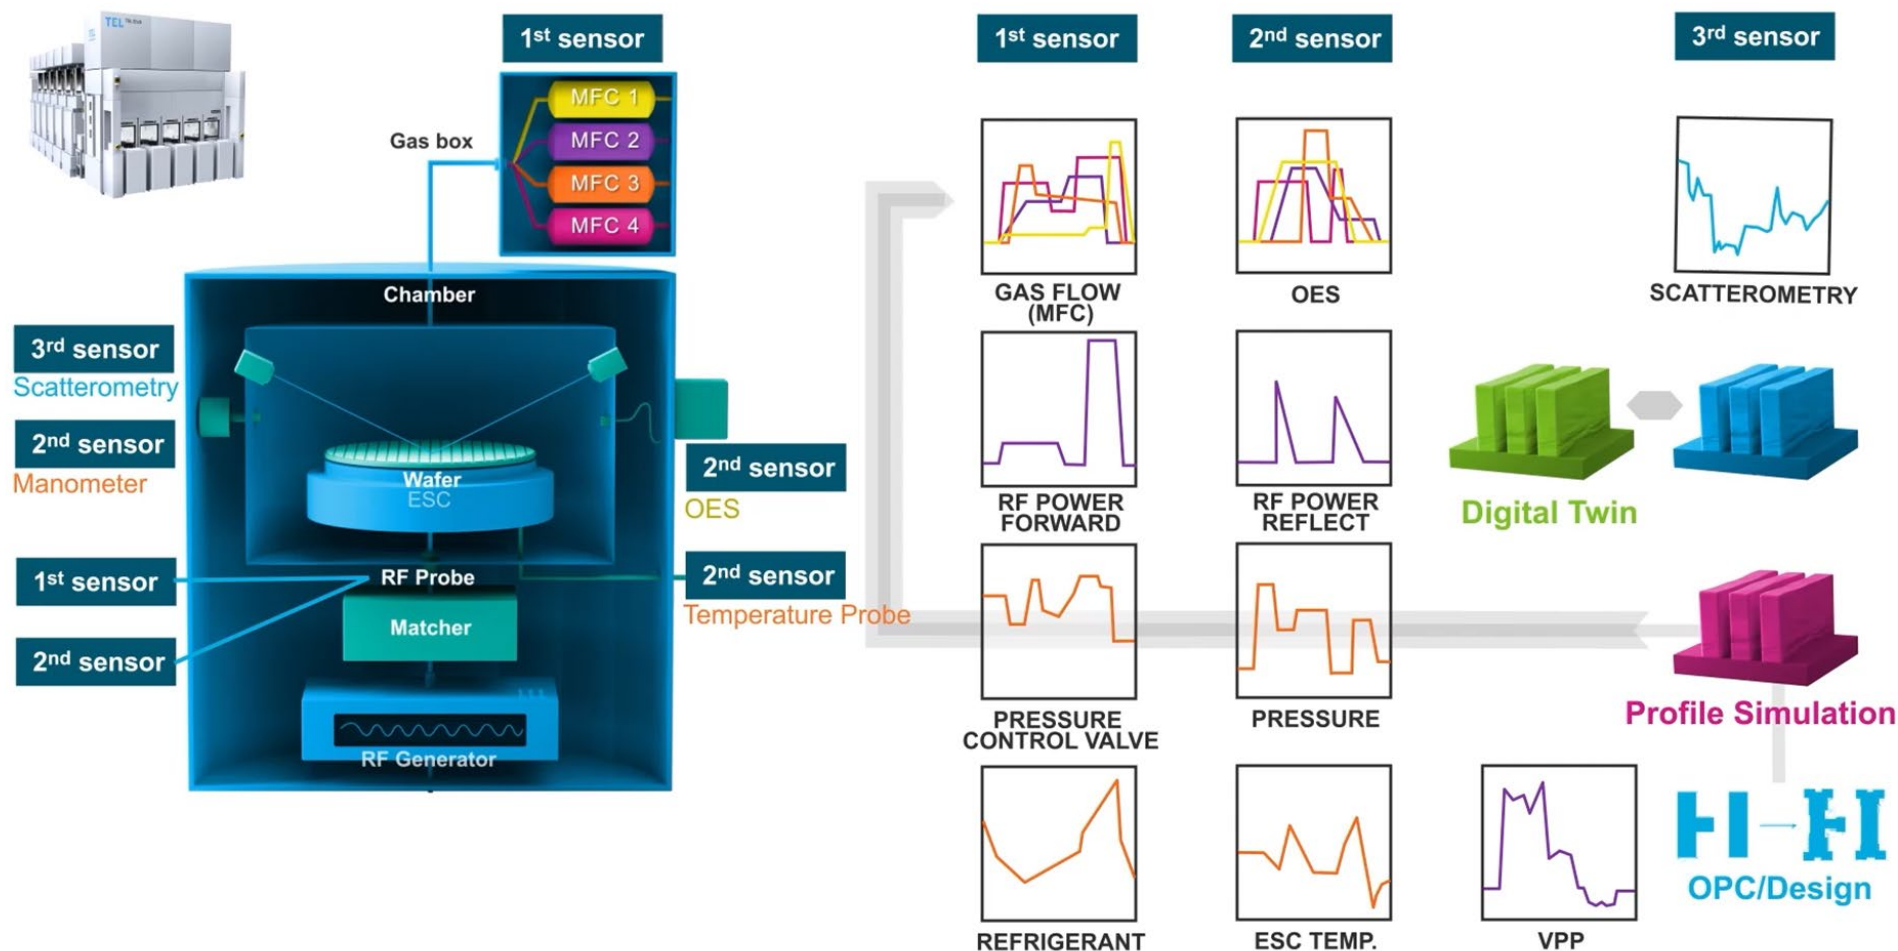 TEL
1st sensor
MFC 1
MFC 2
MFC 3
MFC 4
Gas box
Chamber
3rd sensor
Scatterometry
2nd sensor
Manometer
1st sensor
2nd sensor
Wafer
ESC
RF Probe
Matcher
RF Generator
2nd sensor
OES
2nd sensor
Temperature Probe
1st sensor
2nd sensor
3rd sensor
GAS FLOW
(MFC)
OES
SCATTEROMETRY
RF POWER
FORWARD
RF POWER
REFLECT
Digital Twin
PRESSURE
CONTROL VALVE
PRESSURE
Profile Simulation
REFRIGERANT
ESC TEMP.
VPP
OPC/Design